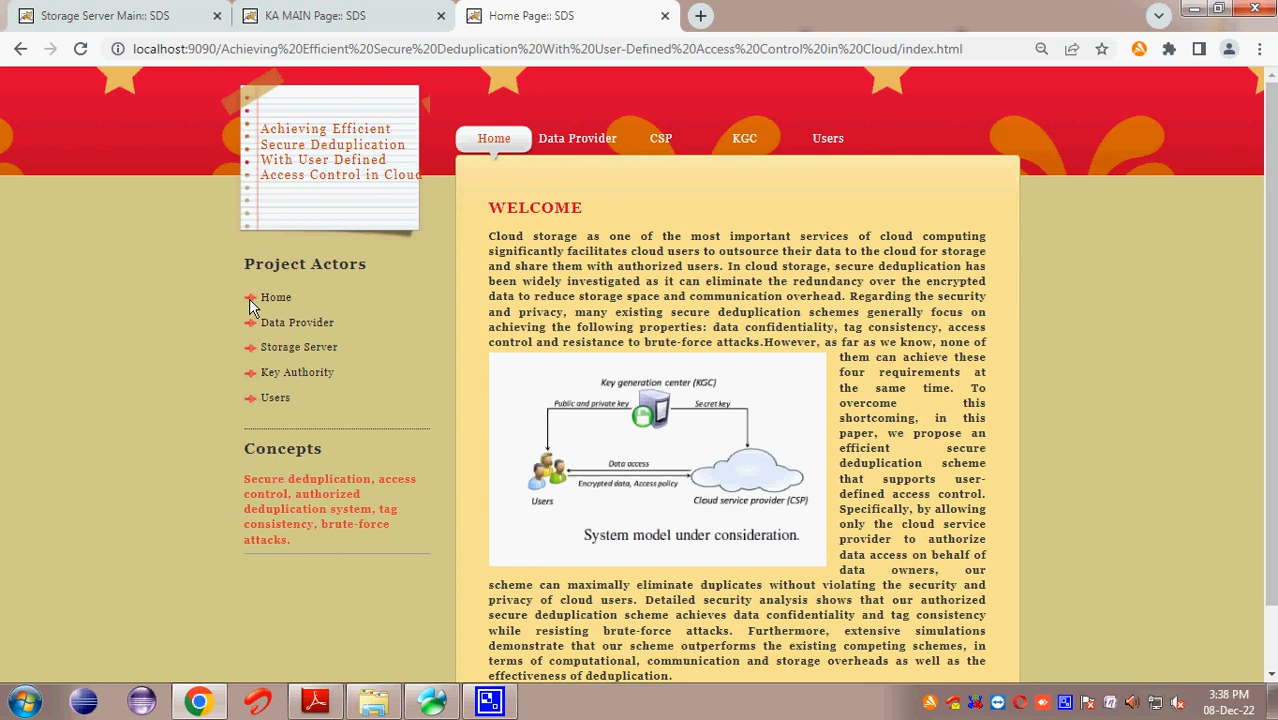 Storage Server Main:: SDS
KA MAIN Page:: SDS
Home Page:: SDS
localhost:9090/Achieving%20Efficient%20Secure%20Deduplication%20With%20User-Defined%20Access%20Control%20in%20Cloud/index.html
Achieving Efficient
Secure Deduplication
With User Defined
Access Control in Cloud
Home
Data Provider
CSP
KGC
Users
Project Actors
Home
Data Provider
Storage Server
Key Authority
Users
Concepts
Secure deduplication, access
control, authorized
deduplication system, tag
consistency, brute-force
attacks.
WELCOME
Cloud storage as one of the most important services of cloud computing
significantly facilitates cloud users to outsource their data to the cloud for storage
and share them with authorized users. In cloud storage, secure deduplication has
been widely investigated as it can eliminate the redundancy over the encrypted
data to reduce storage space and communication overhead. Regarding the security
and privacy, many existing secure deduplication schemes generally focus on
achieving the following properties: data confidentiality, tag consistency, access
control and resistance to brute-force attacks.However, as far as we know, none of
them can achieve these
four requirements at
the same time. To
overcome this
shortcoming, in this
paper, we propose an
efficient secure
deduplication scheme
that supports user-
defined access control.
Specifically, by allowing
only the cloud service
provider to authorize
data access on behalf of
data owners, our
scheme can maximally eliminate duplicates without violating the security and
privacy of cloud users. Detailed security analysis shows that our authorized
secure deduplication scheme achieves data confidentiality and tag consistency
while resisting brute-force attacks. Furthermore, extensive simulations
demonstrate that our scheme outperforms the existing competing schemes, in
terms of computational, communication and storage overheads as well as the
effectiveness of deduplication.
Key generation center (KGC)
Public and private key
Secret key
Data access
Encrypted data, Access policy
Users
Cloud service provider (CSP)
System model under consideration.
3:38 PM
08-Dec-22